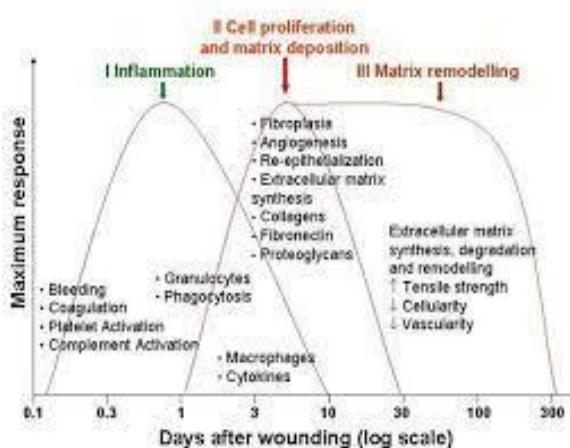 II Cell proliferation
and matrix deposition
I Inflammation
III Matrix remodelling
Maximum response
• Fibroplasia
• Angiogenesis
• Re-epithetialization
• Extracellular matrix
synthesis
- Collagens
• Fibronectin
• Proteoglycans
Extracellular matrix
synthesis, degradation
and remodelling
↑ Tensile strength
↓ Cellularity
↓ Vascularity
• Granulocytes
• Phagocytosis
• Bleeding
• Coagulation
• Platelet Activation
• Complement Activation
• Macrophages
• Cytokines
0.1 0.3 1 3 10 30 100 300
Days after wounding (log scale)